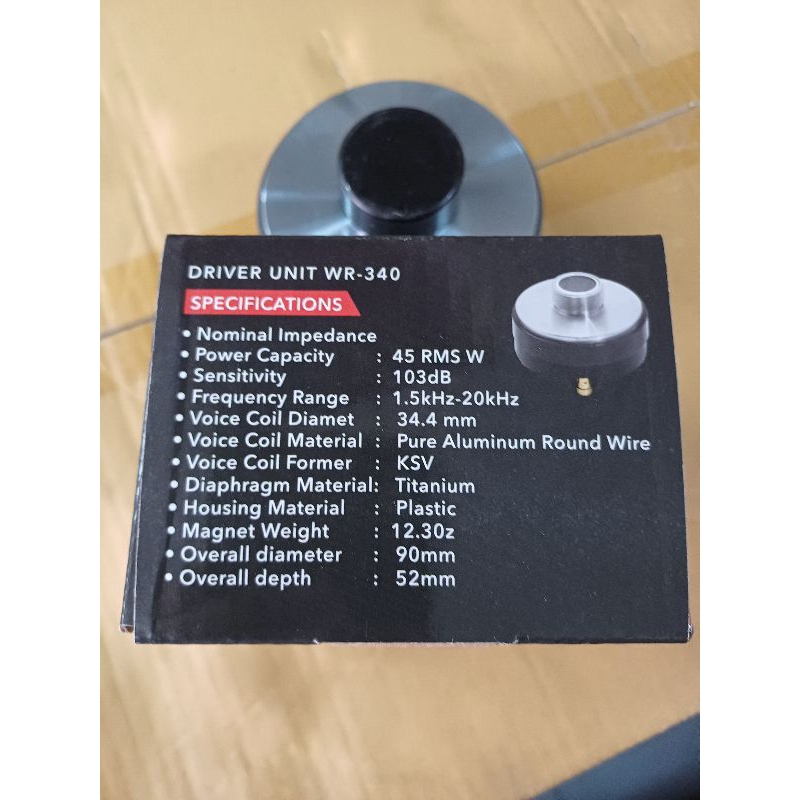 DRIVER UNIT WR-340
SPECIFICATIONS
• Nominal Impedance
• Power Capacity : 45 RMS W
• Sensitivity : 103dB
• Frequency Range : 1.5kHz-20kHz
• Voice Coil Diamet : 34.4 mm
• Voice Coil Material : Pure Aluminum Round Wire
• Voice Coil Former : KSV
• Diaphragm Material: Titanium
• Housing Material : Plastic
• Magnet Weight : 12.30z
• Overall diameter : 90mm
• Overall depth : 52mm